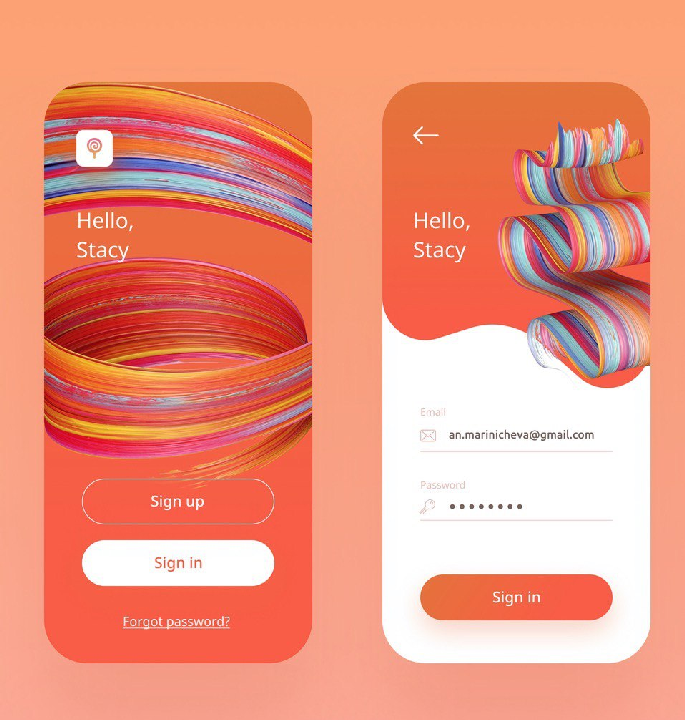 Hello,
Stacy
Sign up
Sign in
Forgot password?
Hello,
Stacy
Email
an.marinicheva@gmail.com
Password
Sign in